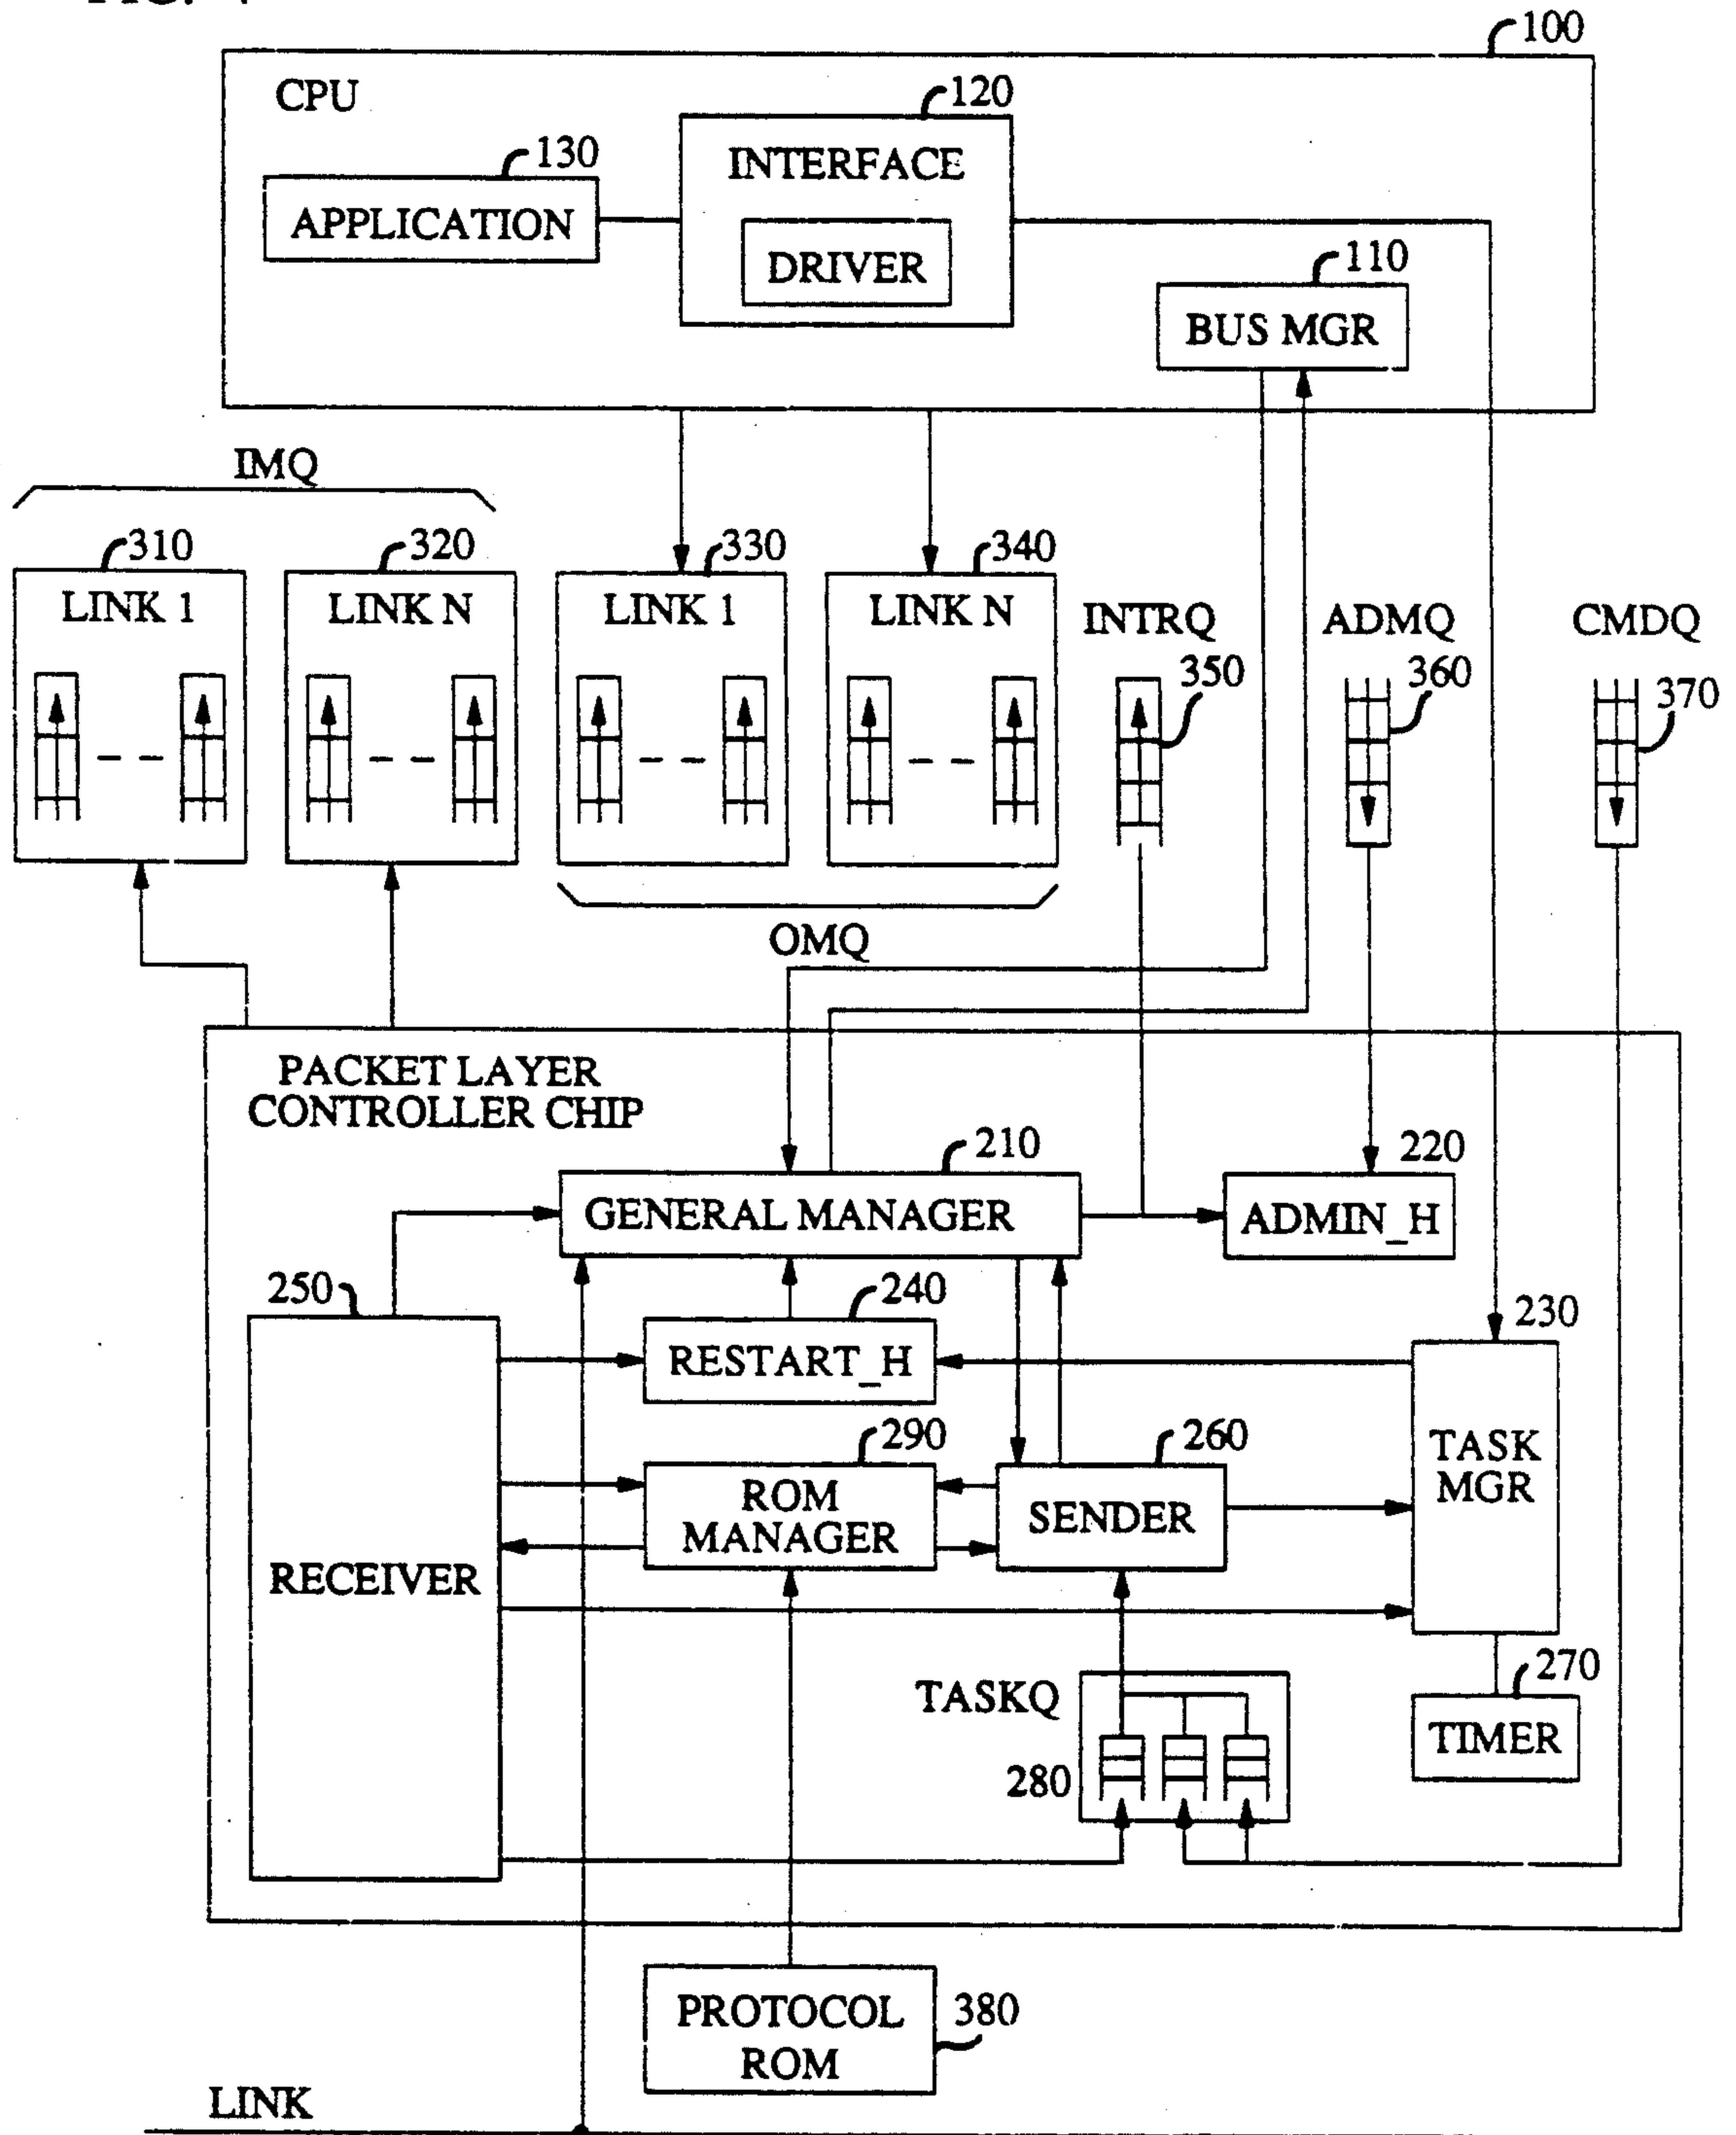 100
CPU
120
130
INTERFACE
APPLICATION
DRIVER
110
BUS MGR
IMQ
310
320
330
340
LINK 1
LINK N
LINK 1
LINK N
INTRQ
ADMQ
CMDQ
350
360
370
OMQ
PACKET LAYER
CONTROLLER CHIP
210
220
GENERAL MANAGER
ADMIN_H
250
240
230
RESTART_H
290
260
TASK
MGR
ROM
MANAGER
SENDER
RECEIVER
270
TASKQ
TIMER
280
PROTOCOL
ROM
380
LINK